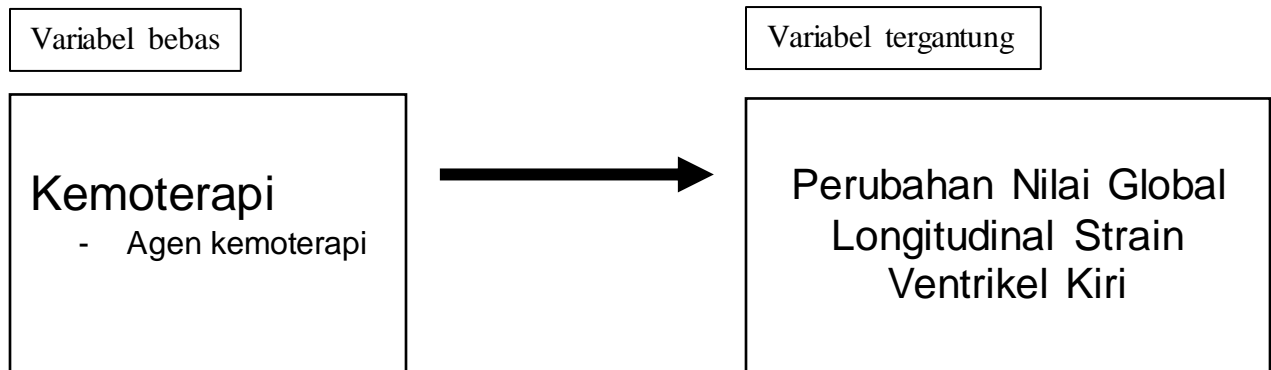 Variabel bebas
Variabel tergantung
Kemoterapi
- Agen kemoterapi
Perubahan Nilai Global
Longitudinal Strain
Ventrikel Kiri